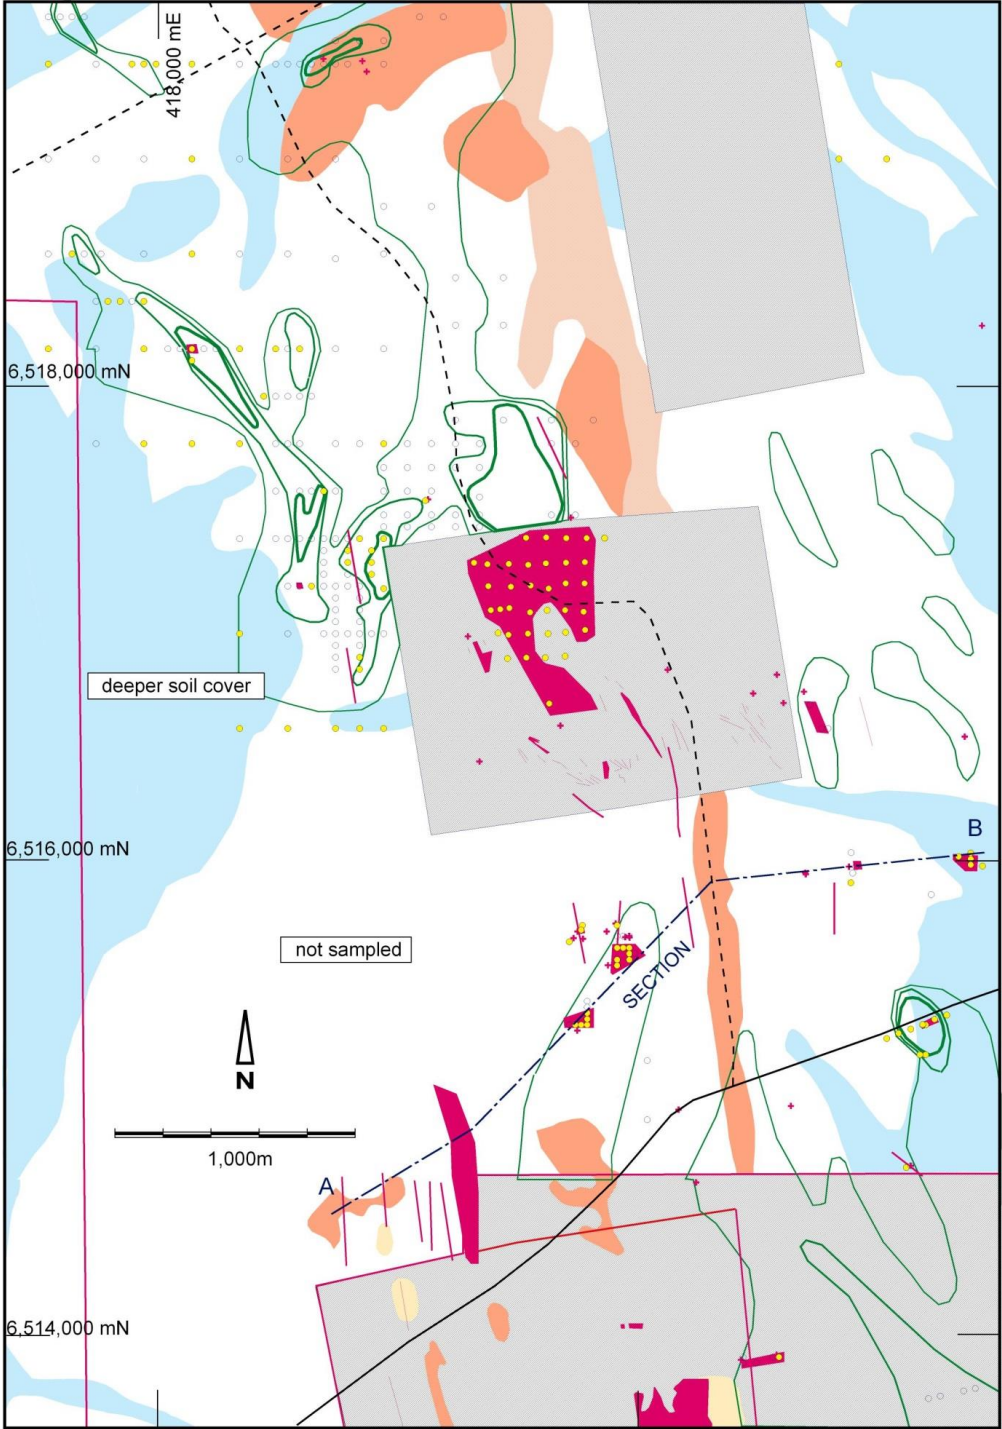 418,000 mE
6,518,000 mN
deeper soil cover
6,516,000 mN
B
not sampled
SECTION
N
1,000m
A
6,514,000 mN